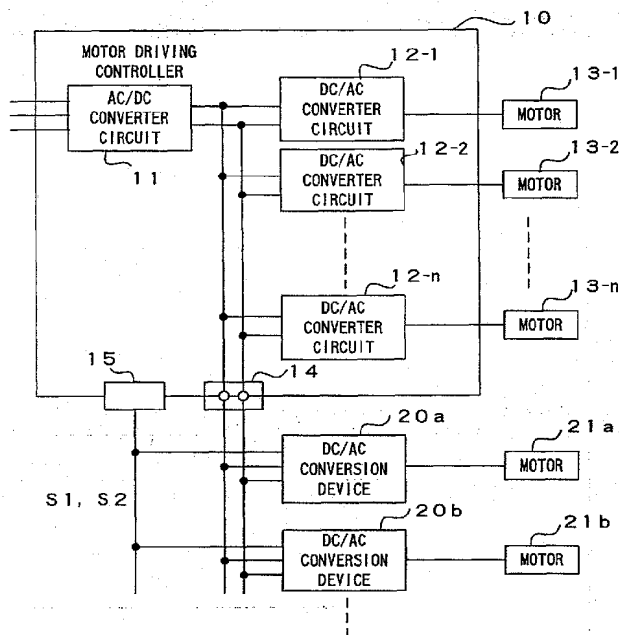 10
MOTOR DRIVING
CONTROLLER
AC/DC
CONVERTER
CIRCUIT
11
12-1
DC/AC
CONVERTER
CIRCUIT
13-1
MOTOR
12-2
DC/AC
CONVERTER
CIRCUIT
13-2
MOTOR
12-n
DC/AC
CONVERTER
CIRCUIT
13-n
MOTOR
15
14
20a
DC/AC
CONVERSION
DEVICE
21a
MOTOR
S1, S2
20b
DC/AC
CONVERSION
DEVICE
21b
MOTOR